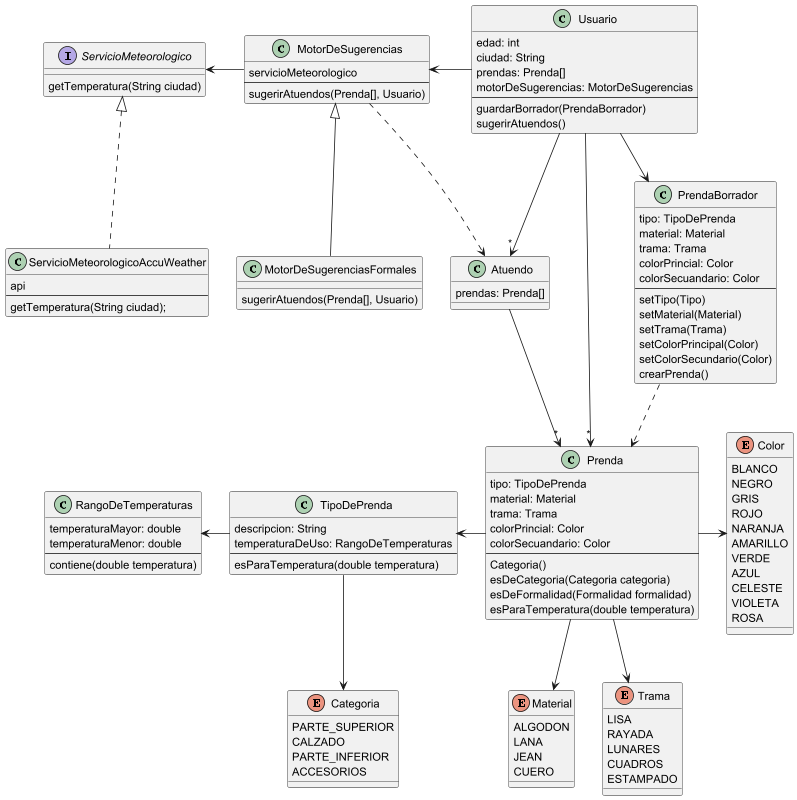 C Usuario
edad: int
ciudad: String
prendas: Prenda[]
motorDeSugerencias: MotorDeSugerencias
guardarBorrador(PrendaBorrador)
sugerirAtuendos()
I ServicioMeteorologico
getTemperatura(String ciudad)
C MotorDeSugerencias
servicioMeteorologico
sugerirAtuendos(Prenda[], Usuario)
C PrendaBorrador
tipo: TipoDePrenda
material: Material
trama: Trama
colorPrincial: Color
colorSecuandario: Color
setTipo(Tipo)
setMaterial(Material)
setTrama(Trama)
setColorPrincipal(Color)
setColorSecundario(Color)
crearPrenda()
C ServicioMeteorologicoAccuWeather
api
getTemperatura(String ciudad);
C MotorDeSugerenciasFormales
sugerirAtuendos(Prenda[], Usuario)
*
C Atuendo
prendas: Prenda[]
*
*
C Prenda
tipo: TipoDePrenda
material: Material
trama: Trama
colorPrincial: Color
colorSecuandario: Color
Categoria()
esDeCategoria(Categoria categoria)
esDeFormalidad(Formalidad formalidad)
esParaTemperatura(double temperatura)
E Color
BLANCO
NEGRO
GRIS
ROJO
NARANJA
AMARILLO
VERDE
AZUL
CELESTE
VIOLETA
ROSA
C RangoDeTemperaturas
temperaturaMayor: double
temperaturaMenor: double
contiene(double temperatura)
C TipoDePrenda
descripcion: String
temperaturaDeUso: RangoDeTemperaturas
esParaTemperatura(double temperatura)
E Categoria
PARTE_SUPERIOR
CALZADO
PARTE_INFERIOR
ACCESORIOS
E Material
ALGODON
LANA
JEAN
CUERO
E Trama
LISA
RAYADA
LUNARES
CUADROS
ESTAMPADO